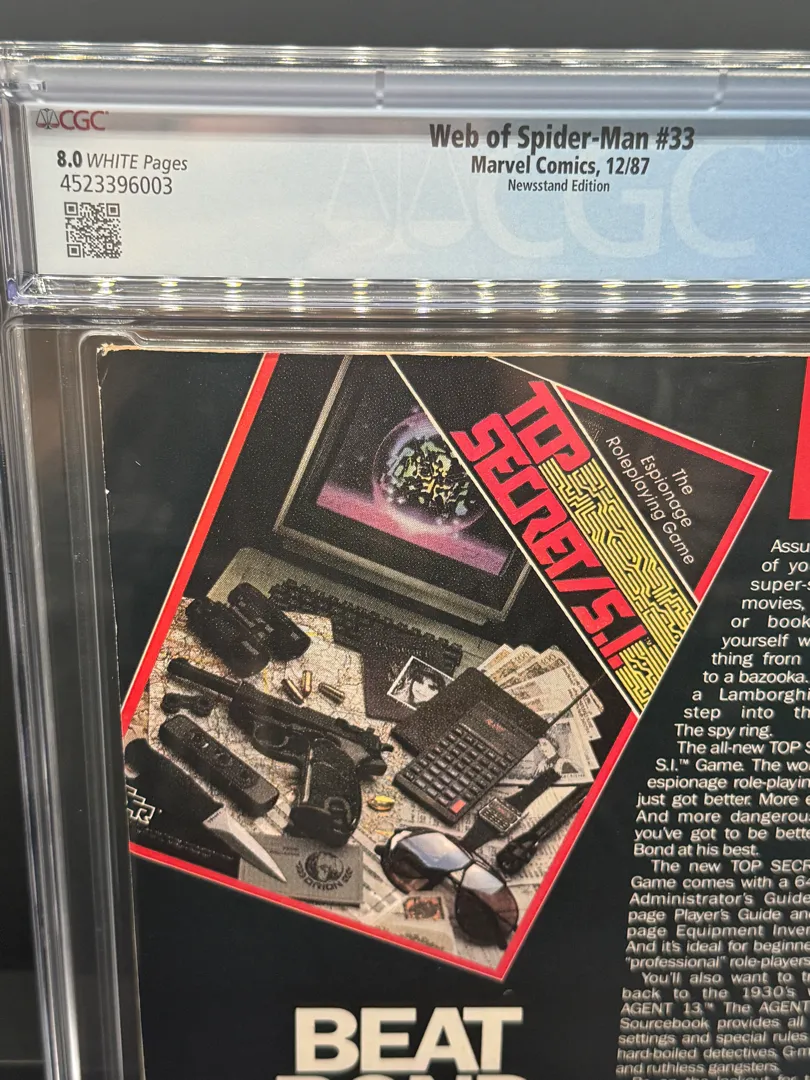 CGC
8.0 WHITE Pages
4523396003
Web of Spider-Man #33
Marvel Comics, 12/87
Newsstand Edition
CGC
TOP
SECRET/S.I.™
The
Espionage
Roleplaying Game
Assu
of yo
super-s
movies,
or book
yourself w
thing from
to a bazooka.
a Lamborghi
step into th
The spy ring.
The all-new TOP S
S.I.™ Game. The wo
espionage role-playin
just got better. More
And more dangerou
you've got to be bette
Bond at his best.
The new TOP SECR
Game comes with a 64
Administrator's Guide
page Player's Guide an
page Equipment Inven
And it's ideal for beginne
"professional" role-players
You'll also want to
back to the 1930's
AGENT 13.™ The AGENT
Sourcebook provides all
settings and special rules
hard-boiled detectives, G-m
and ruthless gangsters.
BEAT